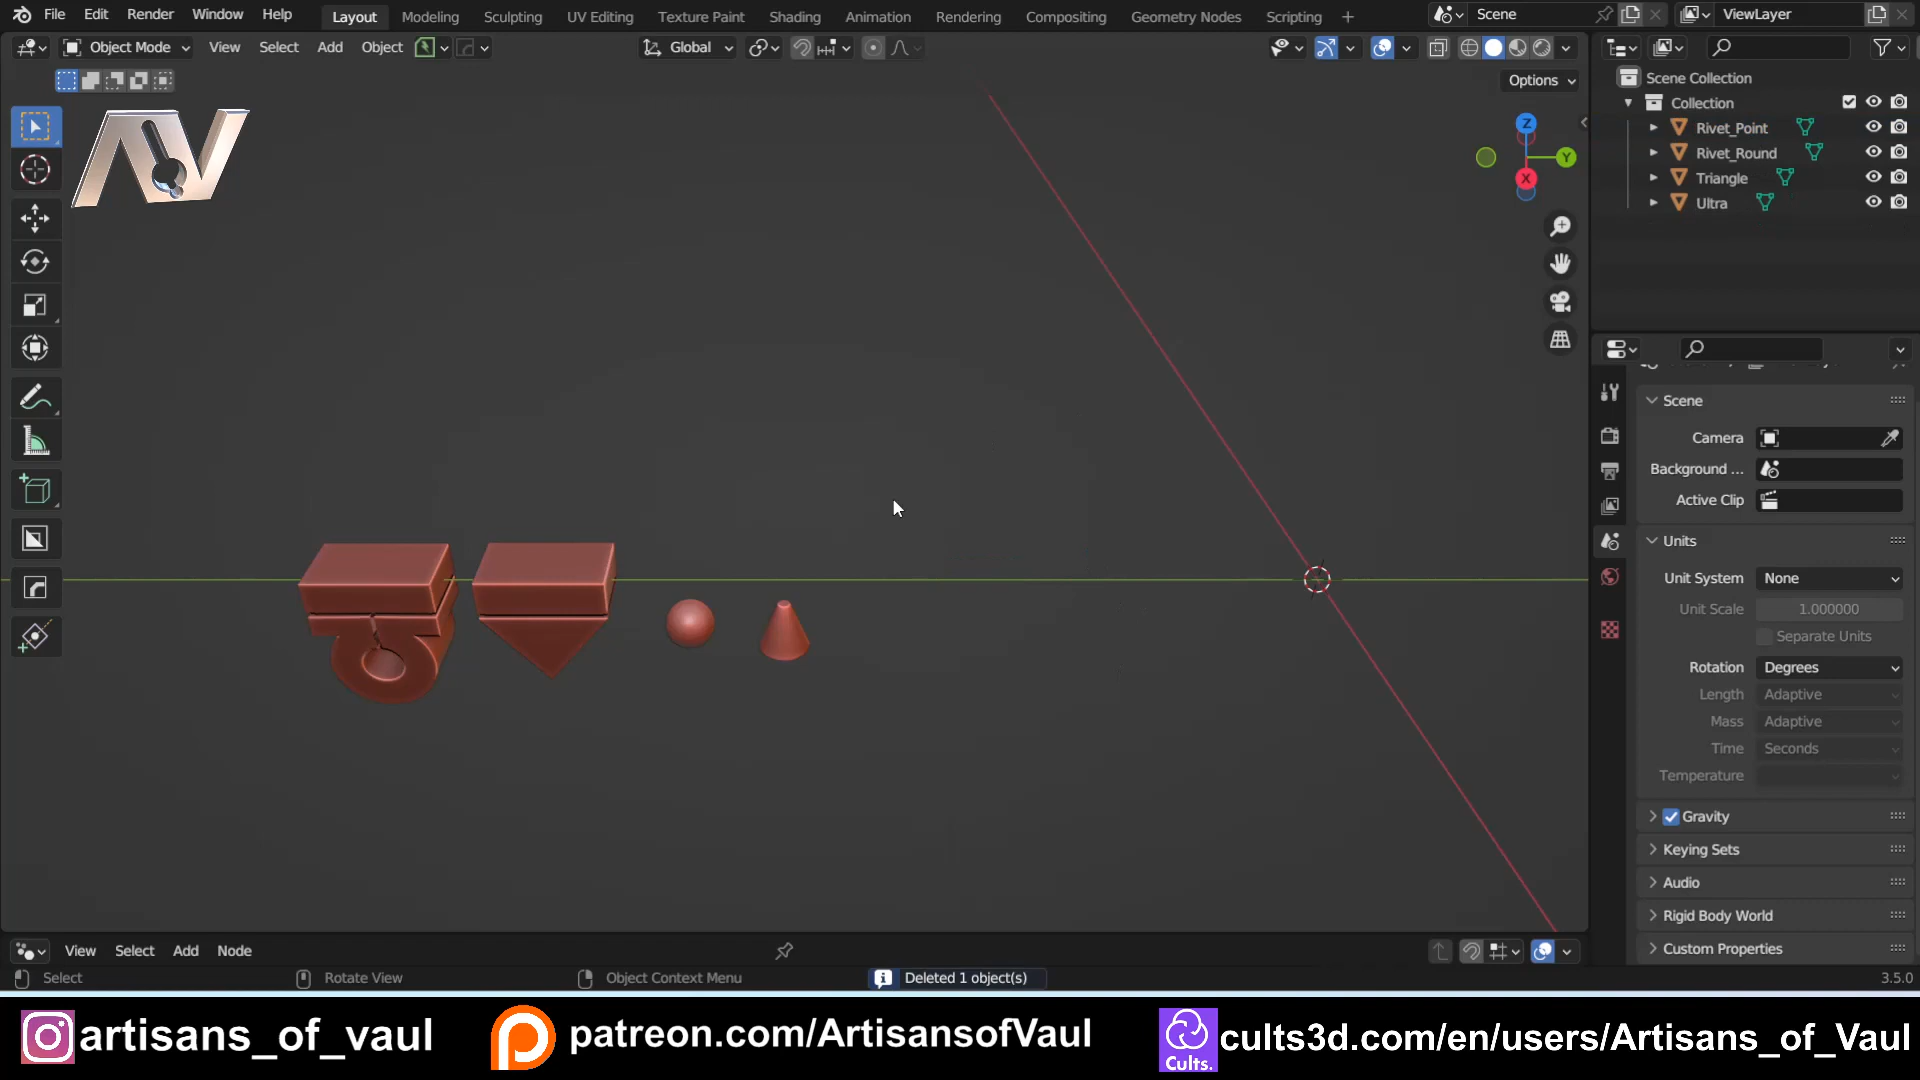 File Edit Render Window Help Layout Modeling Sculpting UV Editing Texture Paint Shading Animation Rendering Compositing Geometry Nodes Scripting + Scene ViewLayer
Object Mode View Select Add Object Global
Options
Z
Y
X
Scene Collection
Collection
Rivet_Point
Rivet_Round
Triangle
Ultra
Scene
Camera
Background ...
Active Clip
Units
Unit System None
Unit Scale 1.000000
Separate Units
Rotation Degrees
Length Adaptive
Mass Adaptive
Time Seconds
Temperature
Gravity
Keying Sets
Audio
Rigid Body World
Custom Properties
View Select Add Node
Select Rotate View Object Context Menu Deleted 1 object(s) 3.5.0
artisans_of_vaul patreon.com/ArtisansofVaul Cults. cults3d.com/en/users/Artisans_of_Vaul